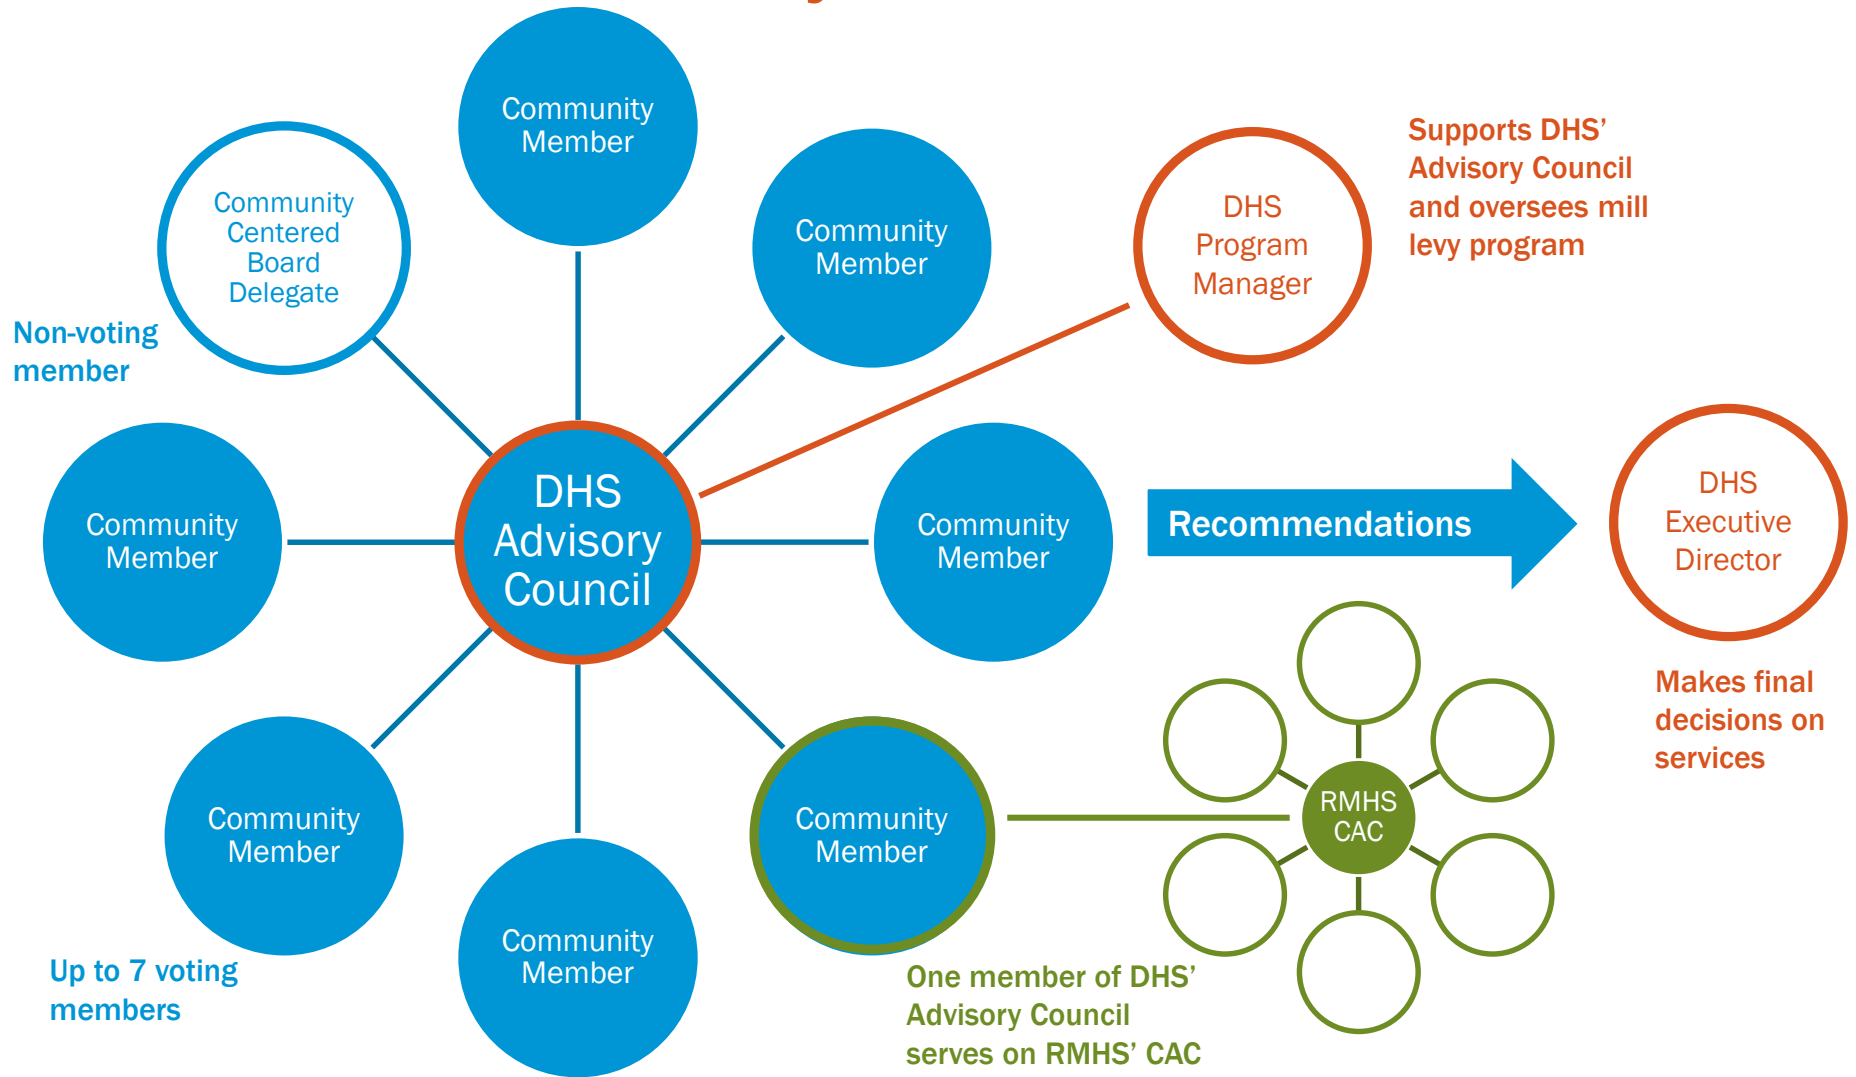 Community
Member
Community
Centered
Board
Delegate
Community
Member
DHS
Program
Manager
Supports DHS’
Advisory Council
and oversees mill
levy program
Non-voting
member
Community
Member
DHS
Advisory
Council
Community
Member
Recommendations
DHS
Executive
Director
Makes final
decisions on
services
Community
Member
Community
Member
Community
Member
RMHS
CAC
Up to 7 voting
members
One member of DHS’
Advisory Council
serves on RMHS’ CAC